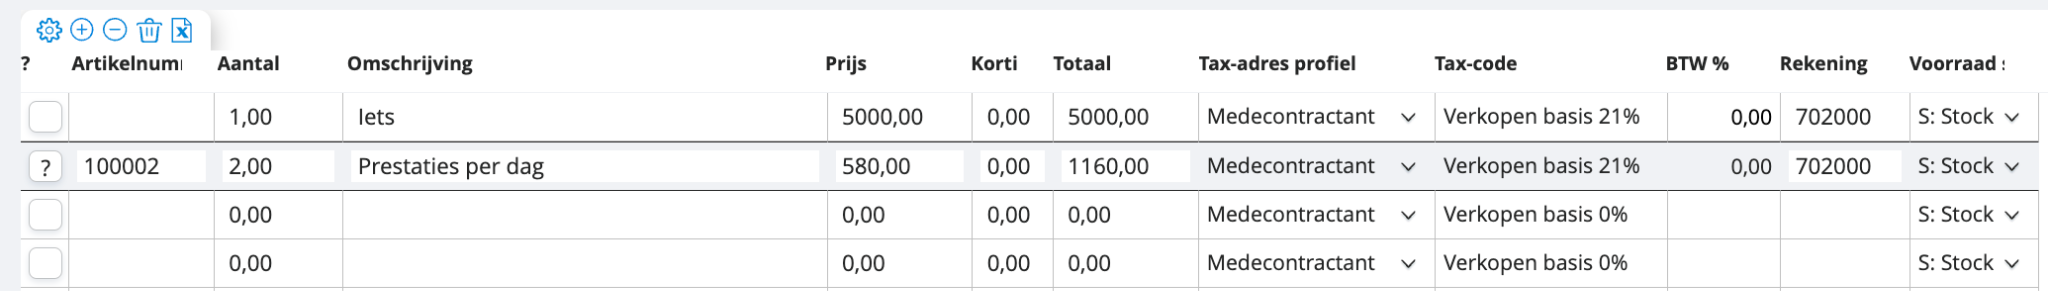 ? Artikelnum Aantal Omschrijving Prijs Korti Totaal Tax-adres profiel Tax-code BTW % Rekening Voorraad :
1,00 Iets 5000,00 0,00 5000,00 Medecontractant Verkopen basis 21% 0,00 702000 S: Stock
? 100002 2,00 Prestaties per dag 580,00 0,00 1160,00 Medecontractant Verkopen basis 21% 0,00 702000 S: Stock
0,00 0,00 0,00 0,00 Medecontractant Verkopen basis 0% S: Stock
0,00 0,00 0,00 0,00 Medecontractant Verkopen basis 0% S: Stock